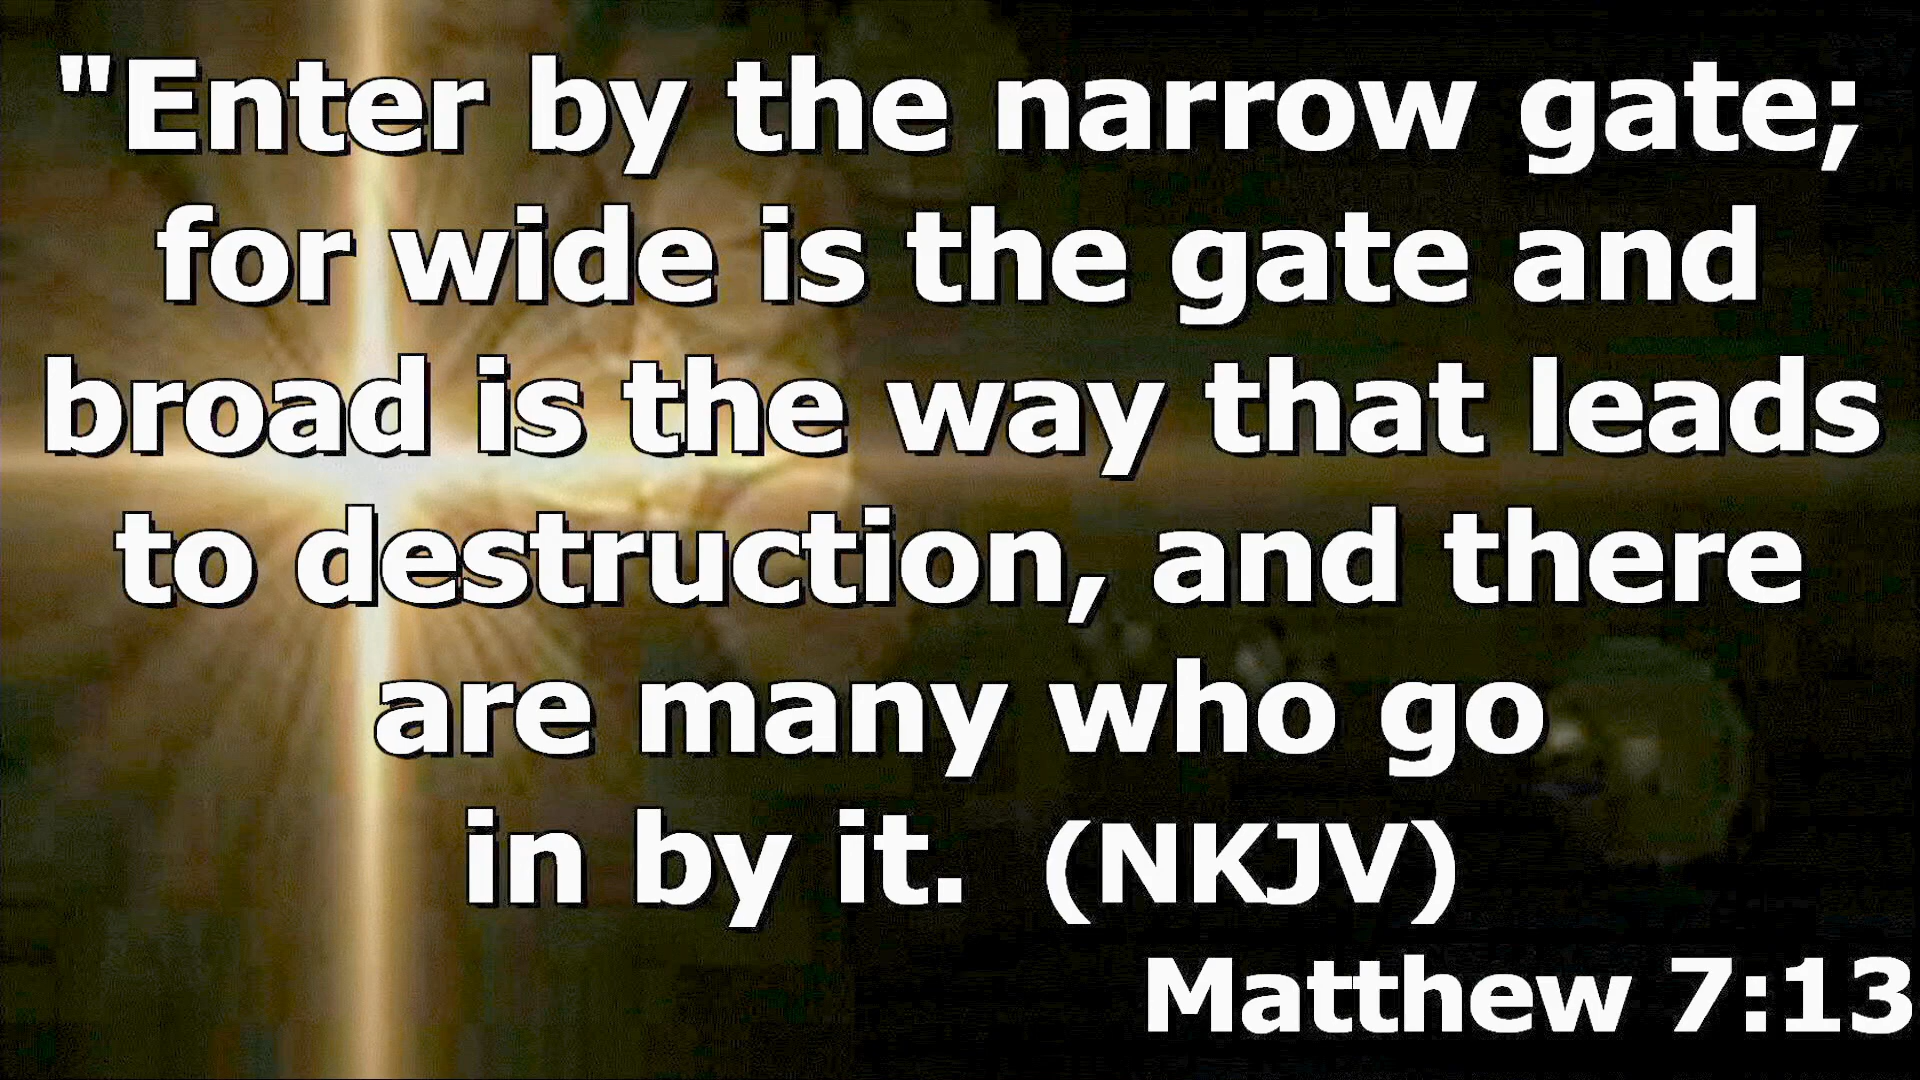 "Enter by the narrow gate;
for wide is the gate and
broad is the way that leads
to destruction, and there
are many who go
in by it.  (NKJV)
Matthew 7:13